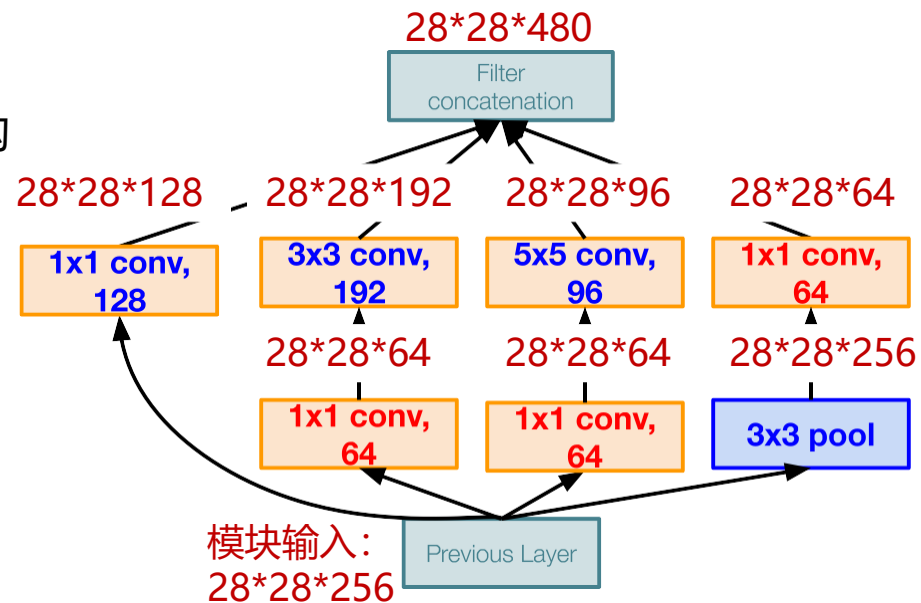 28*28*480
Filter
concatenation
28*28*128
28*28*192
28*28*96
28*28*64
1x1 conv,
128
3x3 conv,
192
5x5 conv,
96
1x1 conv,
64
28*28*64
28*28*64
28*28*256
1x1 conv,
64
1x1 conv,
64
3x3 pool
模块输入：
28*28*256
Previous Layer